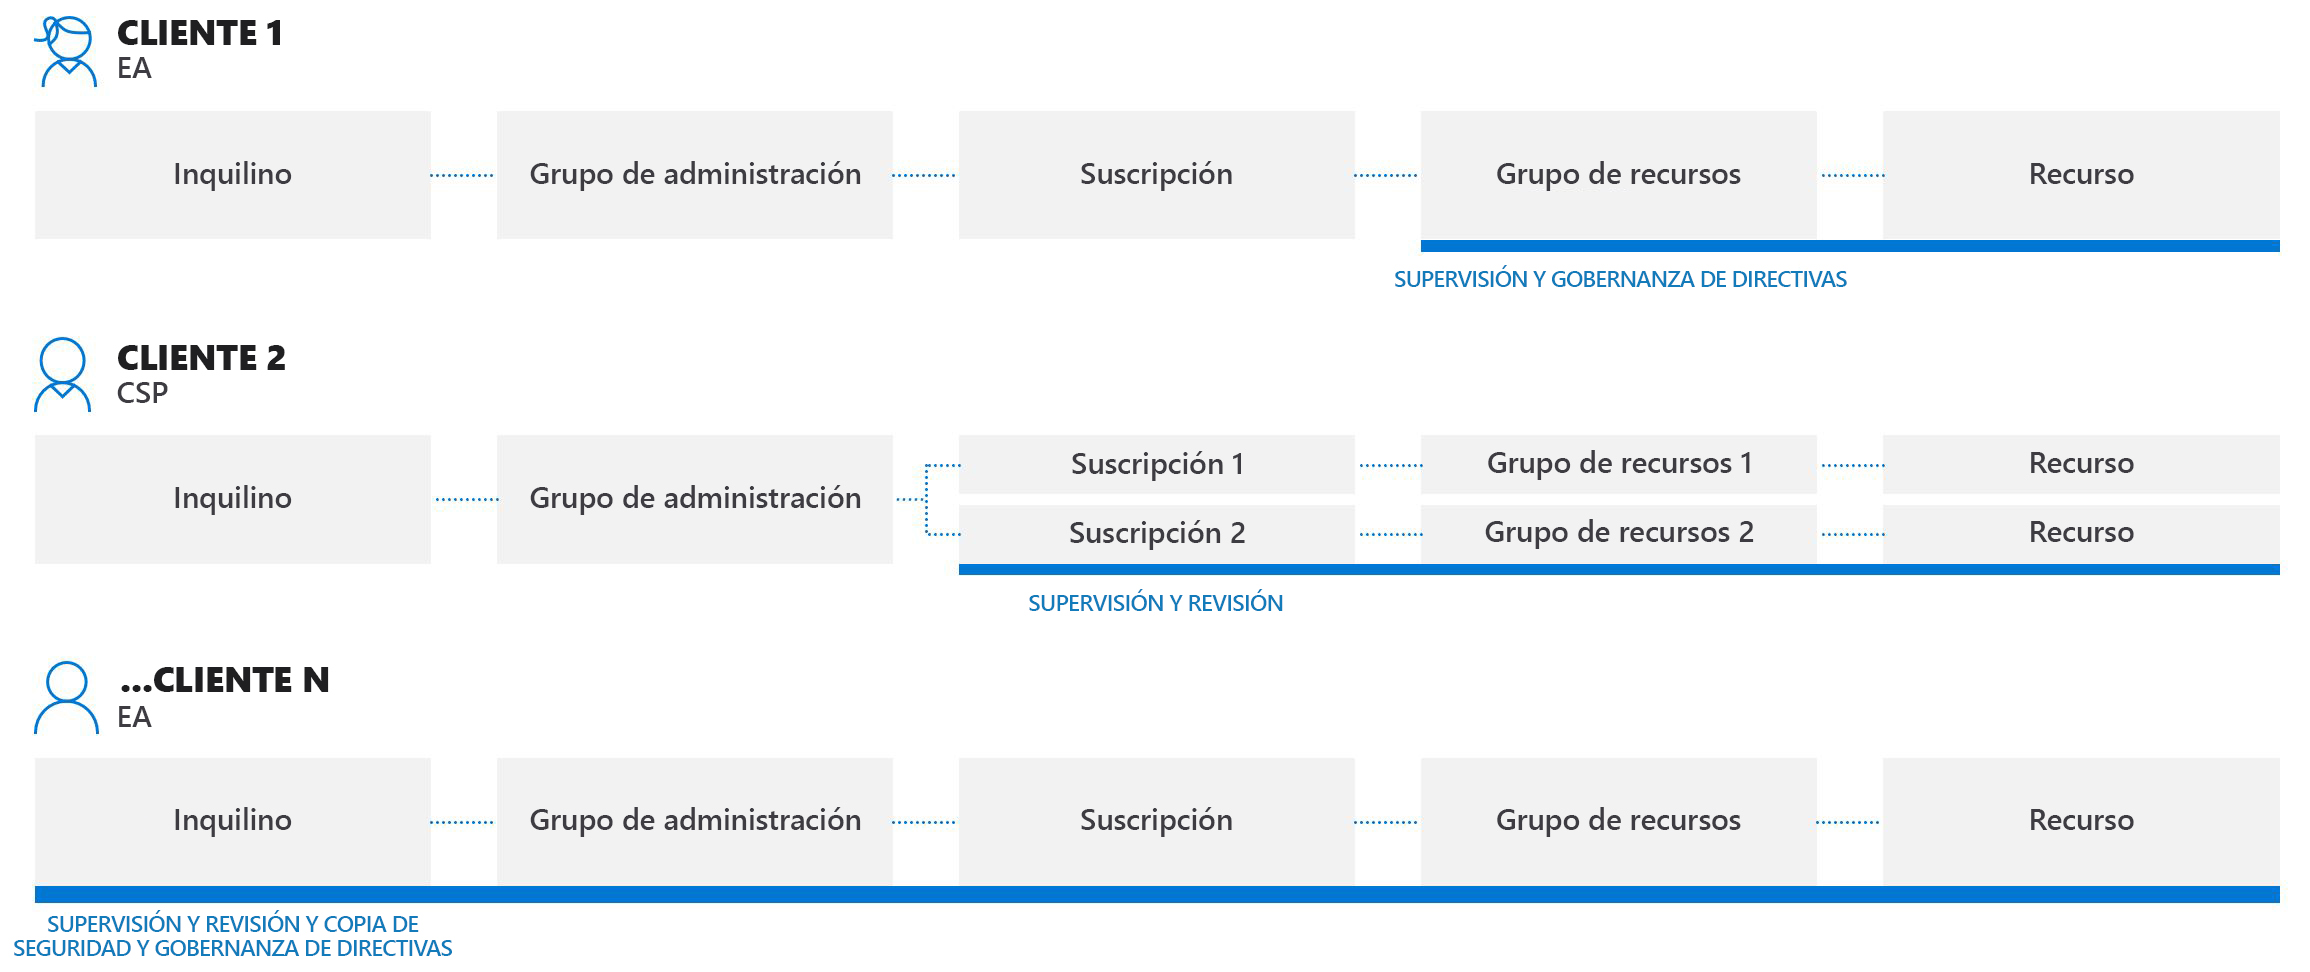 CLIENTE 1
EA
Inquilino
Grupo de administración
Suscripción
Grupo de recursos
Recurso
SUPERVISIÓN Y GOBERNANZA DE DIRECTIVAS
CLIENTE 2
CSP
Inquilino
Grupo de administración
Suscripción 1
Grupo de recursos 1
Recurso
Suscripción 2
Grupo de recursos 2
Recurso
SUPERVISIÓN Y REVISIÓN
...CLIENTE N
EA
Inquilino
Grupo de administración
Suscripción
Grupo de recursos
Recurso
SUPERVISIÓN Y REVISIÓN Y COPIA DE
SEGURIDAD Y GOBERNANZA DE DIRECTIVAS